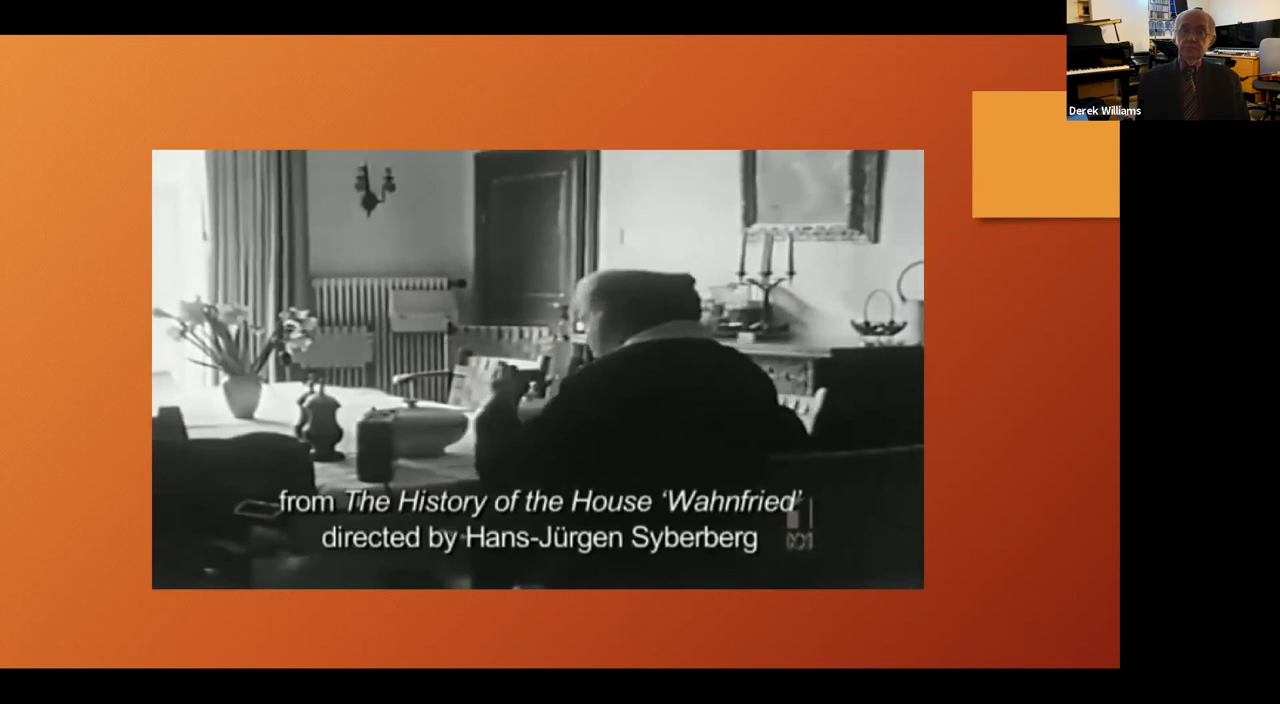 Derek Williams
from The History of the House ‘Wahnfried’
directed by Hans-Jürgen Syberberg